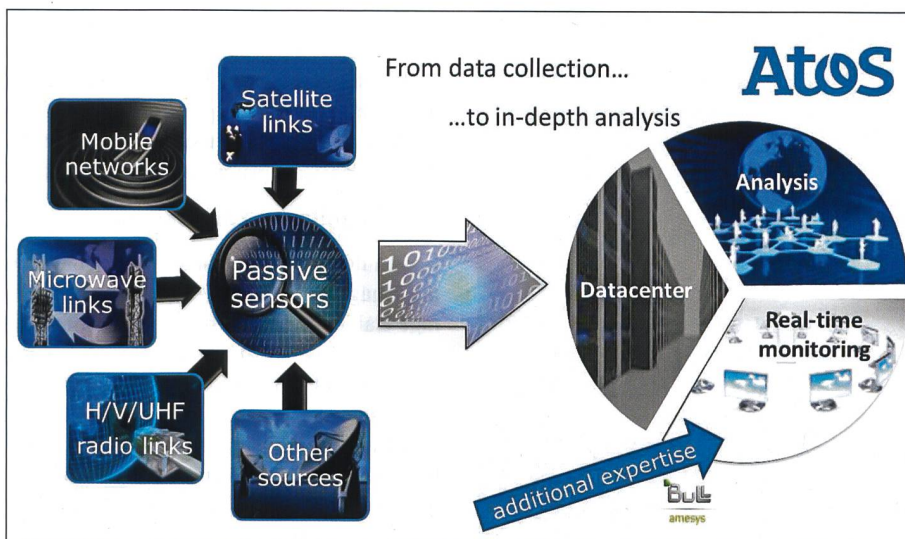 From data collection...
...to in-depth analysis
Atos
Satellite
links
Mobile
networks
Microwave
links
H/V/UHF
radio links
Other
sources
Passive
sensors
Datacenter
Analysis
Real-time
monitoring
additional expertise
Bull
amesys